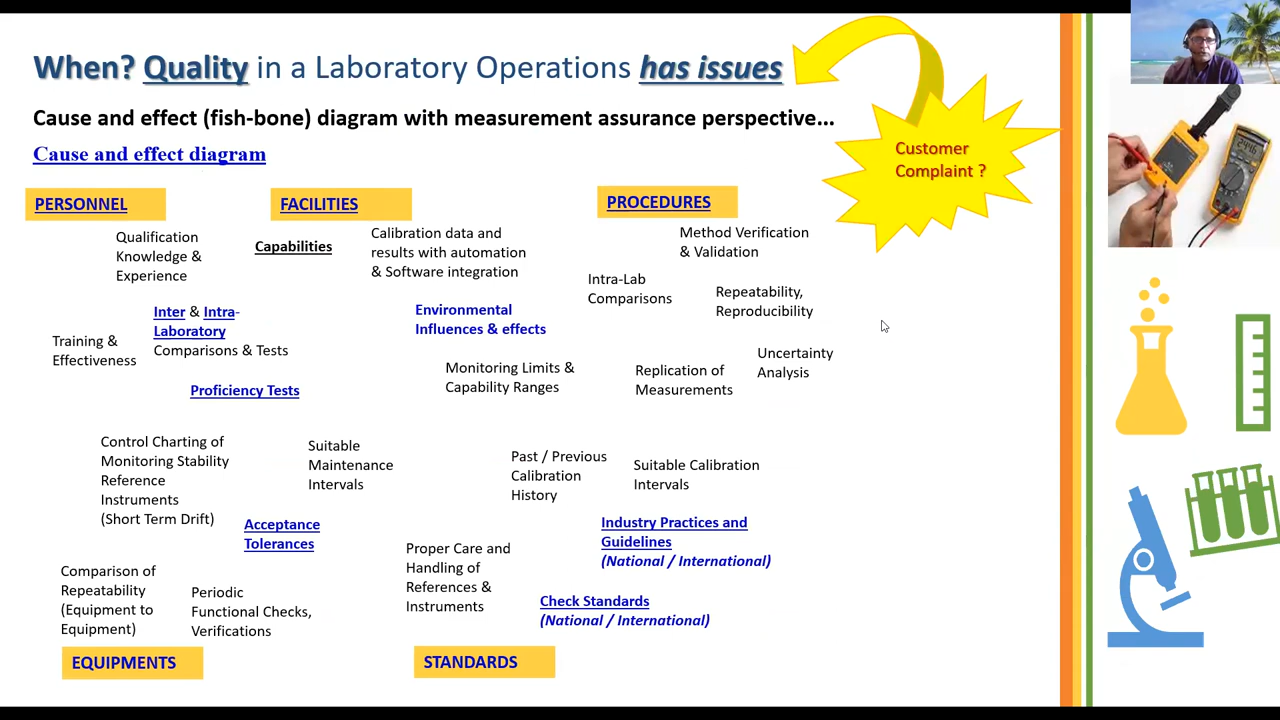 When? Quality in a Laboratory Operations has issues
Cause and effect (fish-bone) diagram with measurement assurance perspective...
Cause and effect diagram
Customer
Complaint ?
PERSONNEL
FACILITIES
PROCEDURES
Qualification
Knowledge &
Experience
Capabilities
Calibration data and
results with automation
& Software integration
Method Verification
& Validation
Intra-Lab
Comparisons
Repeatability,
Reproducibility
Inter & Intra-
Laboratory
Comparisons & Tests
Environmental
Influences & effects
Training &
Effectiveness
Uncertainty
Analysis
Monitoring Limits &
Capability Ranges
Replication of
Measurements
Proficiency Tests
Control Charting of
Monitoring Stability
Reference
Instruments
(Short Term Drift)
Suitable
Maintenance
Intervals
Past / Previous
Calibration
History
Suitable Calibration
Intervals
Acceptance
Tolerances
Industry Practices and
Guidelines
(National / International)
Proper Care and
Handling of
References &
Instruments
Comparison of
Repeatability
(Equipment to
Equipment)
Periodic
Functional Checks,
Verifications
Check Standards
(National / International)
EQUIPMENTS
STANDARDS